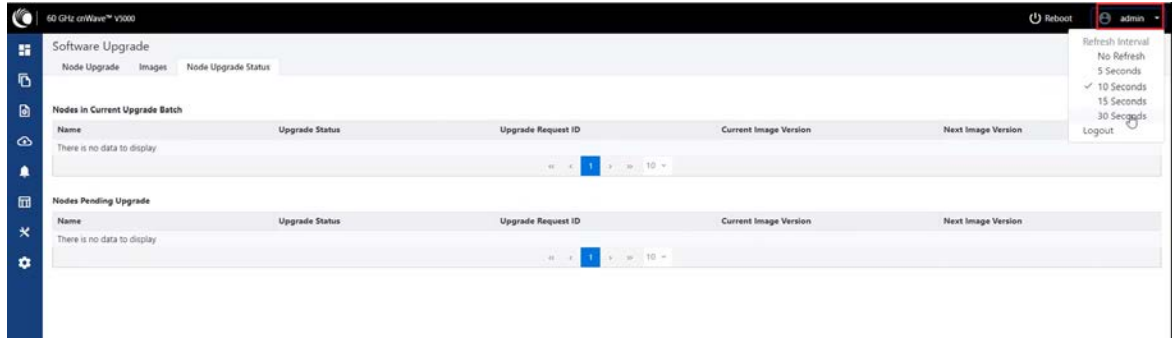 60 GHz cnWave™ V5000 Reboot admin
Software Upgrade
Node Upgrade Images Node Upgrade Status
Refresh Interval
No Refresh
5 Seconds
10 Seconds
15 Seconds
30 Seconds
Logout
Nodes in Current Upgrade Batch
Name Upgrade Status Upgrade Request ID Current Image Version Next Image Version
There is no data to display
« ‹ 1 › » 10
Nodes Pending Upgrade
Name Upgrade Status Upgrade Request ID Current Image Version Next Image Version
There is no data to display
« ‹ 1 › » 10